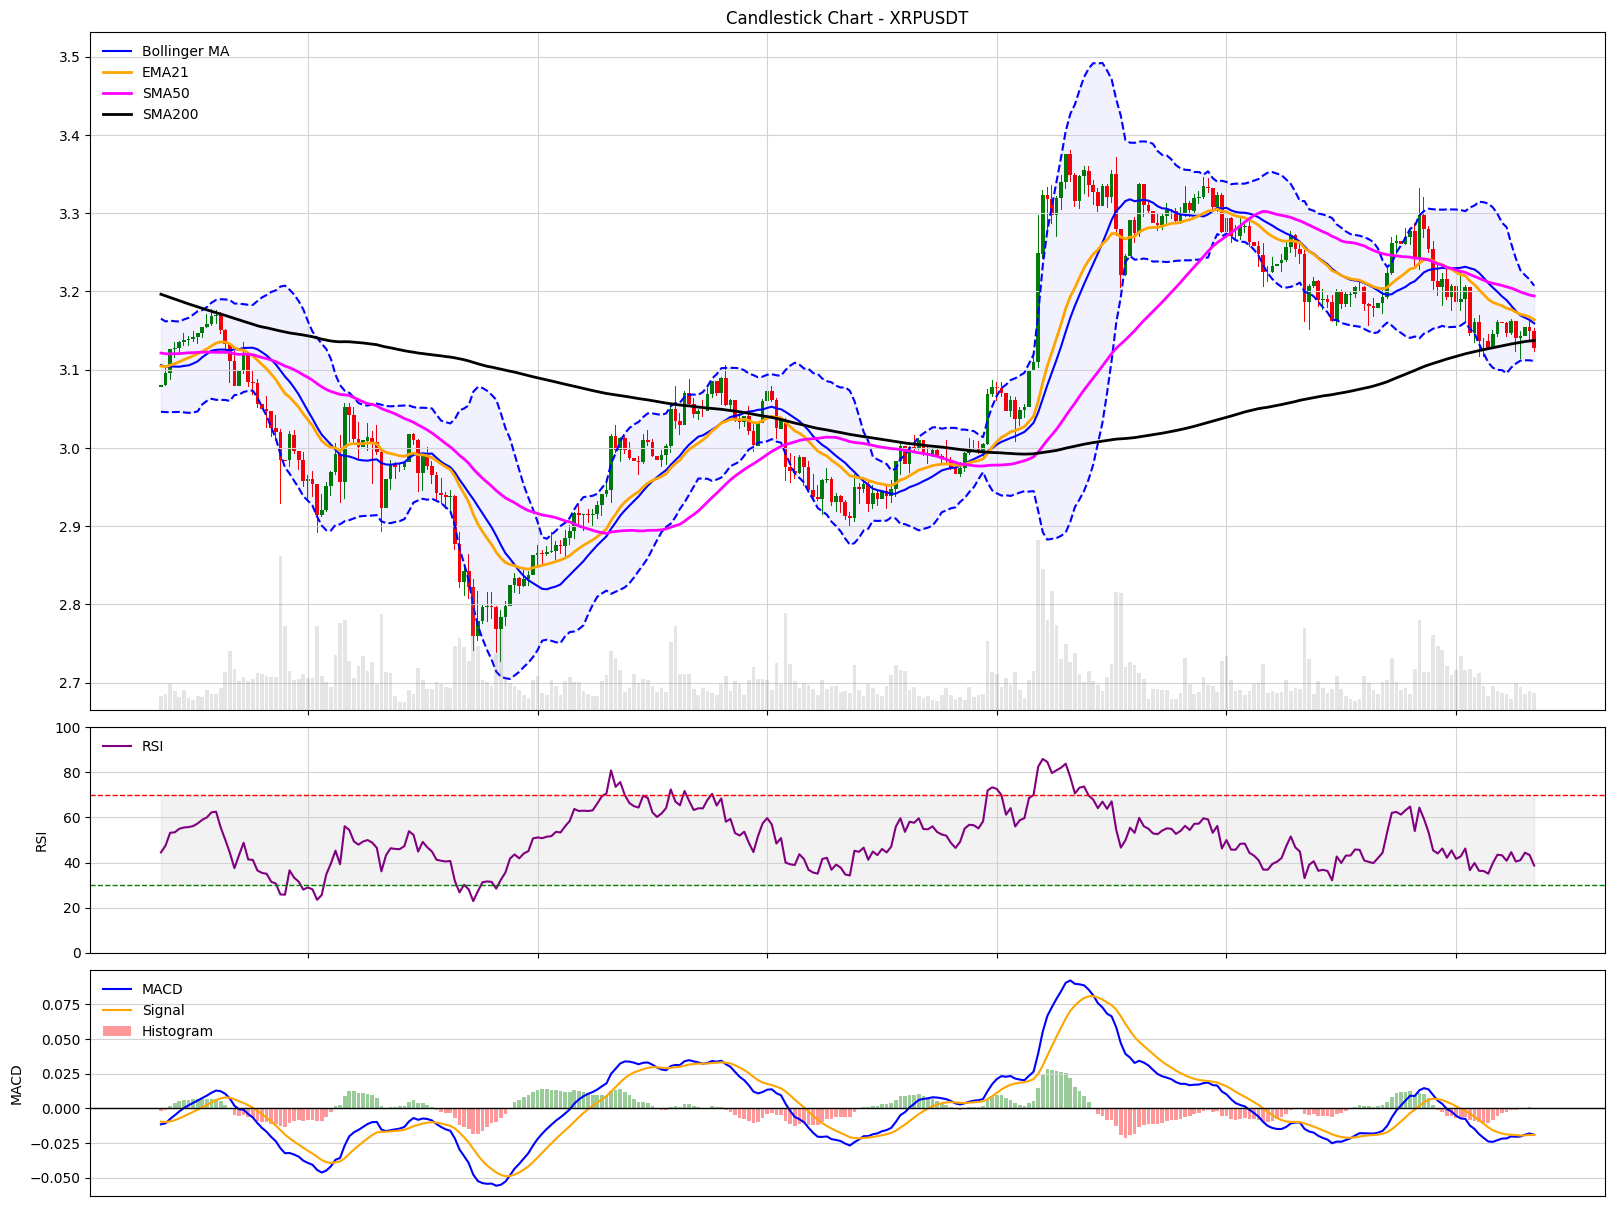 Candlestick Chart - XRPUSDT
Bollinger MA
EMA21
SMA50
SMA200
3.5
3.4
3.3
3.2
3.1
3.0
2.9
2.8
2.7
RSI
100
80
60
40
20
0
RSI
MACD
Signal
Histogram
0.075
0.050
0.025
0.000
−0.025
−0.050
MACD